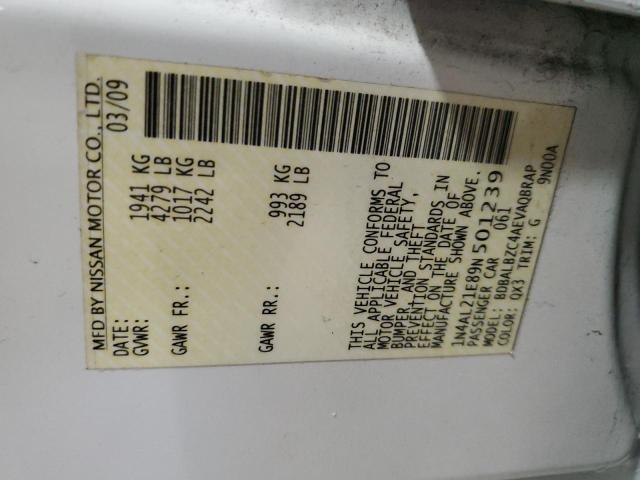 MFD BY NISSAN MOTOR CO., LTD.
DATE: 03/09
GVWR: 1941 KG
4279 LB
GAWR FR.: 1017 KG
2242 LB
GAWR RR.: 993 KG
2189 LB
THIS VEHICLE CONFORMS TO
ALL APPLICABLE FEDERAL
MOTOR VEHICLE SAFETY,
BUMPER, AND THEFT
PREVENTION STANDARDS IN
EFFECT ON THE DATE OF
MANUFACTURE SHOWN ABOVE.
1N4AL21E89N501239
PASSENGER CAR 061
MODEL: BDBALBZC4AEVAQBRAP
COLOR: QX3 TRIM: G 9N00A